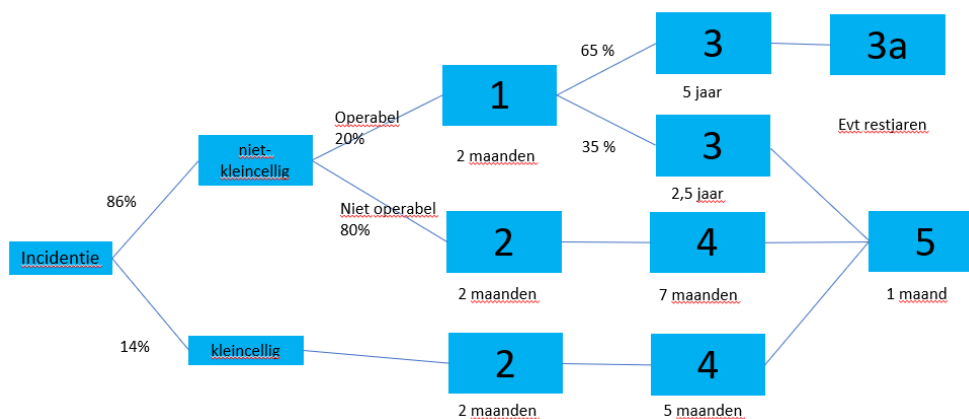 65 %
3
3a
5 jaar
Evt restjaren
Operabel
20%
1
2 maanden
35 %
3
2,5 jaar
niet-
kleincellig
86%
Niet operabel
80%
2
4
5
2 maanden
7 maanden
1 maand
Incidentie
14%
kleincellig
2
4
2 maanden
5 maanden